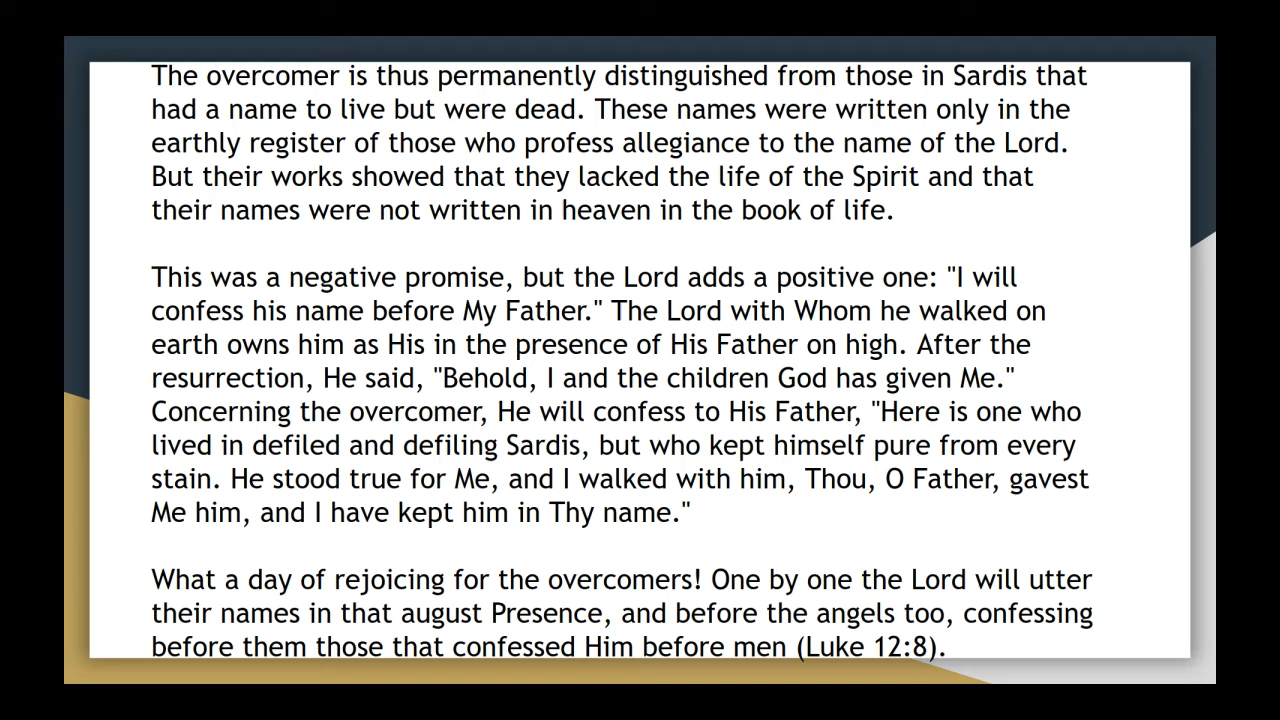 The overcomer is thus permanently distinguished from those in Sardis that
had a name to live but were dead. These names were written only in the
earthly register of those who profess allegiance to the name of the Lord.
But their works showed that they lacked the life of the Spirit and that
their names were not written in heaven in the book of life.
This was a negative promise, but the Lord adds a positive one: "I will
confess his name before My Father." The Lord with Whom he walked on
earth owns him as His in the presence of His Father on high. After the
resurrection, He said, "Behold, I and the children God has given Me."
Concerning the overcomer, He will confess to His Father, "Here is one who
lived in defiled and defiling Sardis, but who kept himself pure from every
stain. He stood true for Me, and I walked with him, Thou, O Father, gavest
Me him, and I have kept him in Thy name."
What a day of rejoicing for the overcomers! One by one the Lord will utter
their names in that august Presence, and before the angels too, confessing
before them those that confessed Him before men (Luke 12:8).